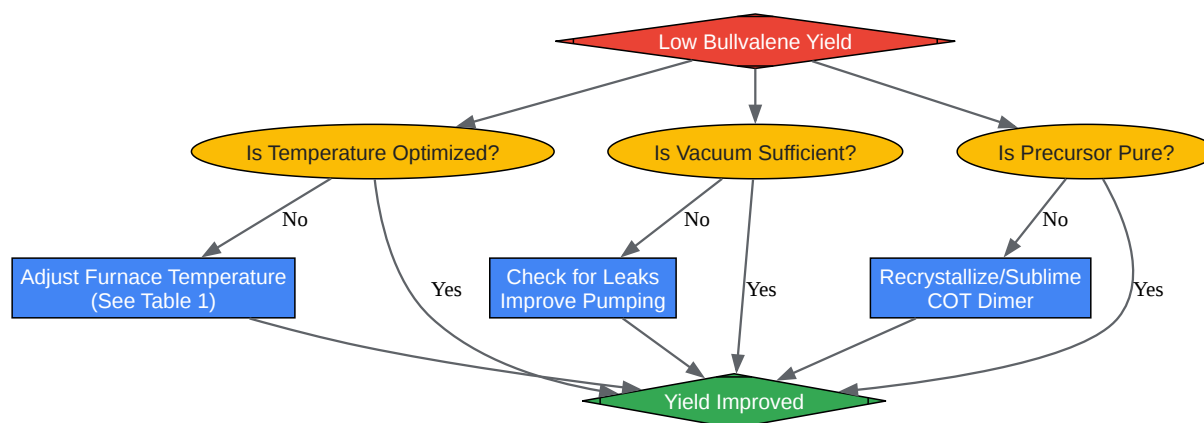 Low Bullvalene Yield
Is Temperature Optimized?
Is Vacuum Sufficient?
Is Precursor Pure?
No
No
No
Adjust Furnace Temperature
(See Table 1)
Yes
Check for Leaks
Improve Pumping
Yes
Recrystallize/Sublime
COT Dimer
Yes
Yield Improved